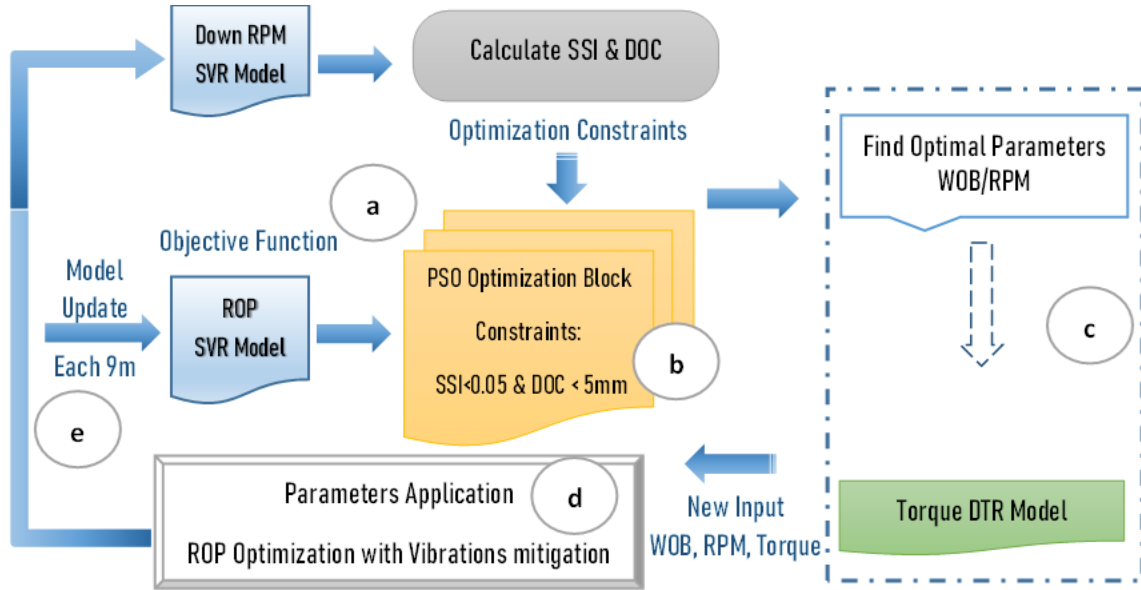 Down RPM
SVR Model
Calculate SSI & DOC
Optimization Constraints
Find Optimal Parameters
WOB/RPM
a
Objective Function
Model
Update
Each 9m
ROP
SVR Model
PSO Optimization Block
Constraints:
SSI<0.05 & DOC < 5mm
b
c
e
Parameters Application
d
ROP Optimization with Vibrations mitigation
New Input
WOB, RPM, Torque
Torque DTR Model